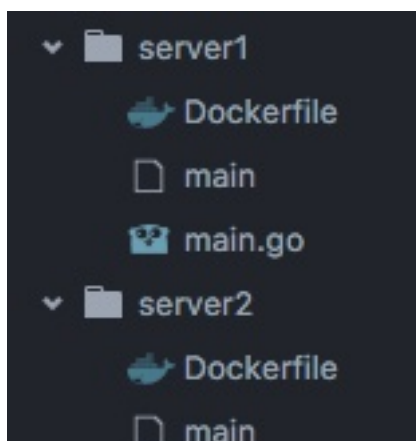 server1
Dockerfile
main
main.go
server2
Dockerfile
main